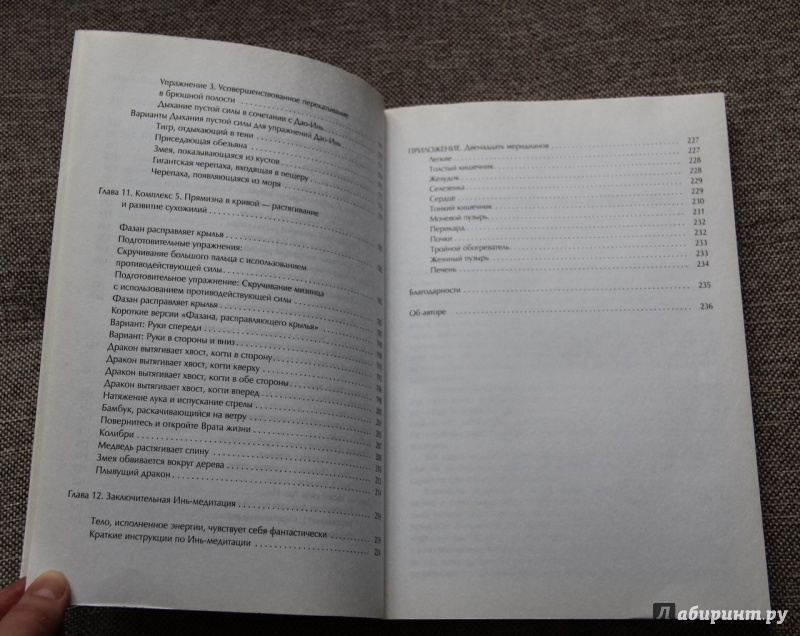 Упражнение 3. Усовершенствованное перекатывание
в брюшной полости
Дыхание пустой силы в сочетании с Дао-Инь
Варианты Дыхания пустой силы для упражнений Дао-Инь
Тигр, отдыхающий в тени
Приседающая обезьяна
Змея, показывающаяся из кустов
Гигантская черепаха, входящая в пещеру
Черепаха, появляющаяся из моря
Глава 11. Комплекс 5. Прямизна в кривой — растягивание
и развитие сухожилий
Фазан расправляет крылья
Подготовительные упражнения:
Скручивание большого пальца с использованием
противодействующей силы
Подготовительное упражнение: Скручивание мизинца
с использованием противодействующей силы
Фазан расправляет крылья
Короткие версии «Фазана, расправляющего крылья»
Вариант: Руки спереди
Вариант: Руки в стороны и вниз
Дракон вытягивает хвост, когти в сторону
Дракон вытягивает хвост, когти кверху
Дракон вытягивает хвост, когти в обе стороны
Дракон вытягивает хвост, когти вперед
Натяжение лука и испускание стрелы
Бамбук, раскачивающийся на ветру
Повернитесь и откройте Врата жизни
Колибри
Медведь растягивает спину
Змея обвивается вокруг дерева
Плывущий дракон
Глава 12. Заключительная Инь-медитация
Тело, исполненное энергии, чувствует себя фантастически
Краткие инструкции по Инь-медитации
ПРИЛОЖЕНИЕ. Двенадцать меридианов 227
Легкие 227
Толстый кишечник 228
Желудок 228
Селезенка 229
Сердце 229
Тонкий кишечник 230
Мочевой пузырь 231
Перикард 232
Почки 232
Тройной обогреватель 233
Желчный пузырь 233
Печень 234
Благодарности 235
Об авторе 236
Лабиринт.ру